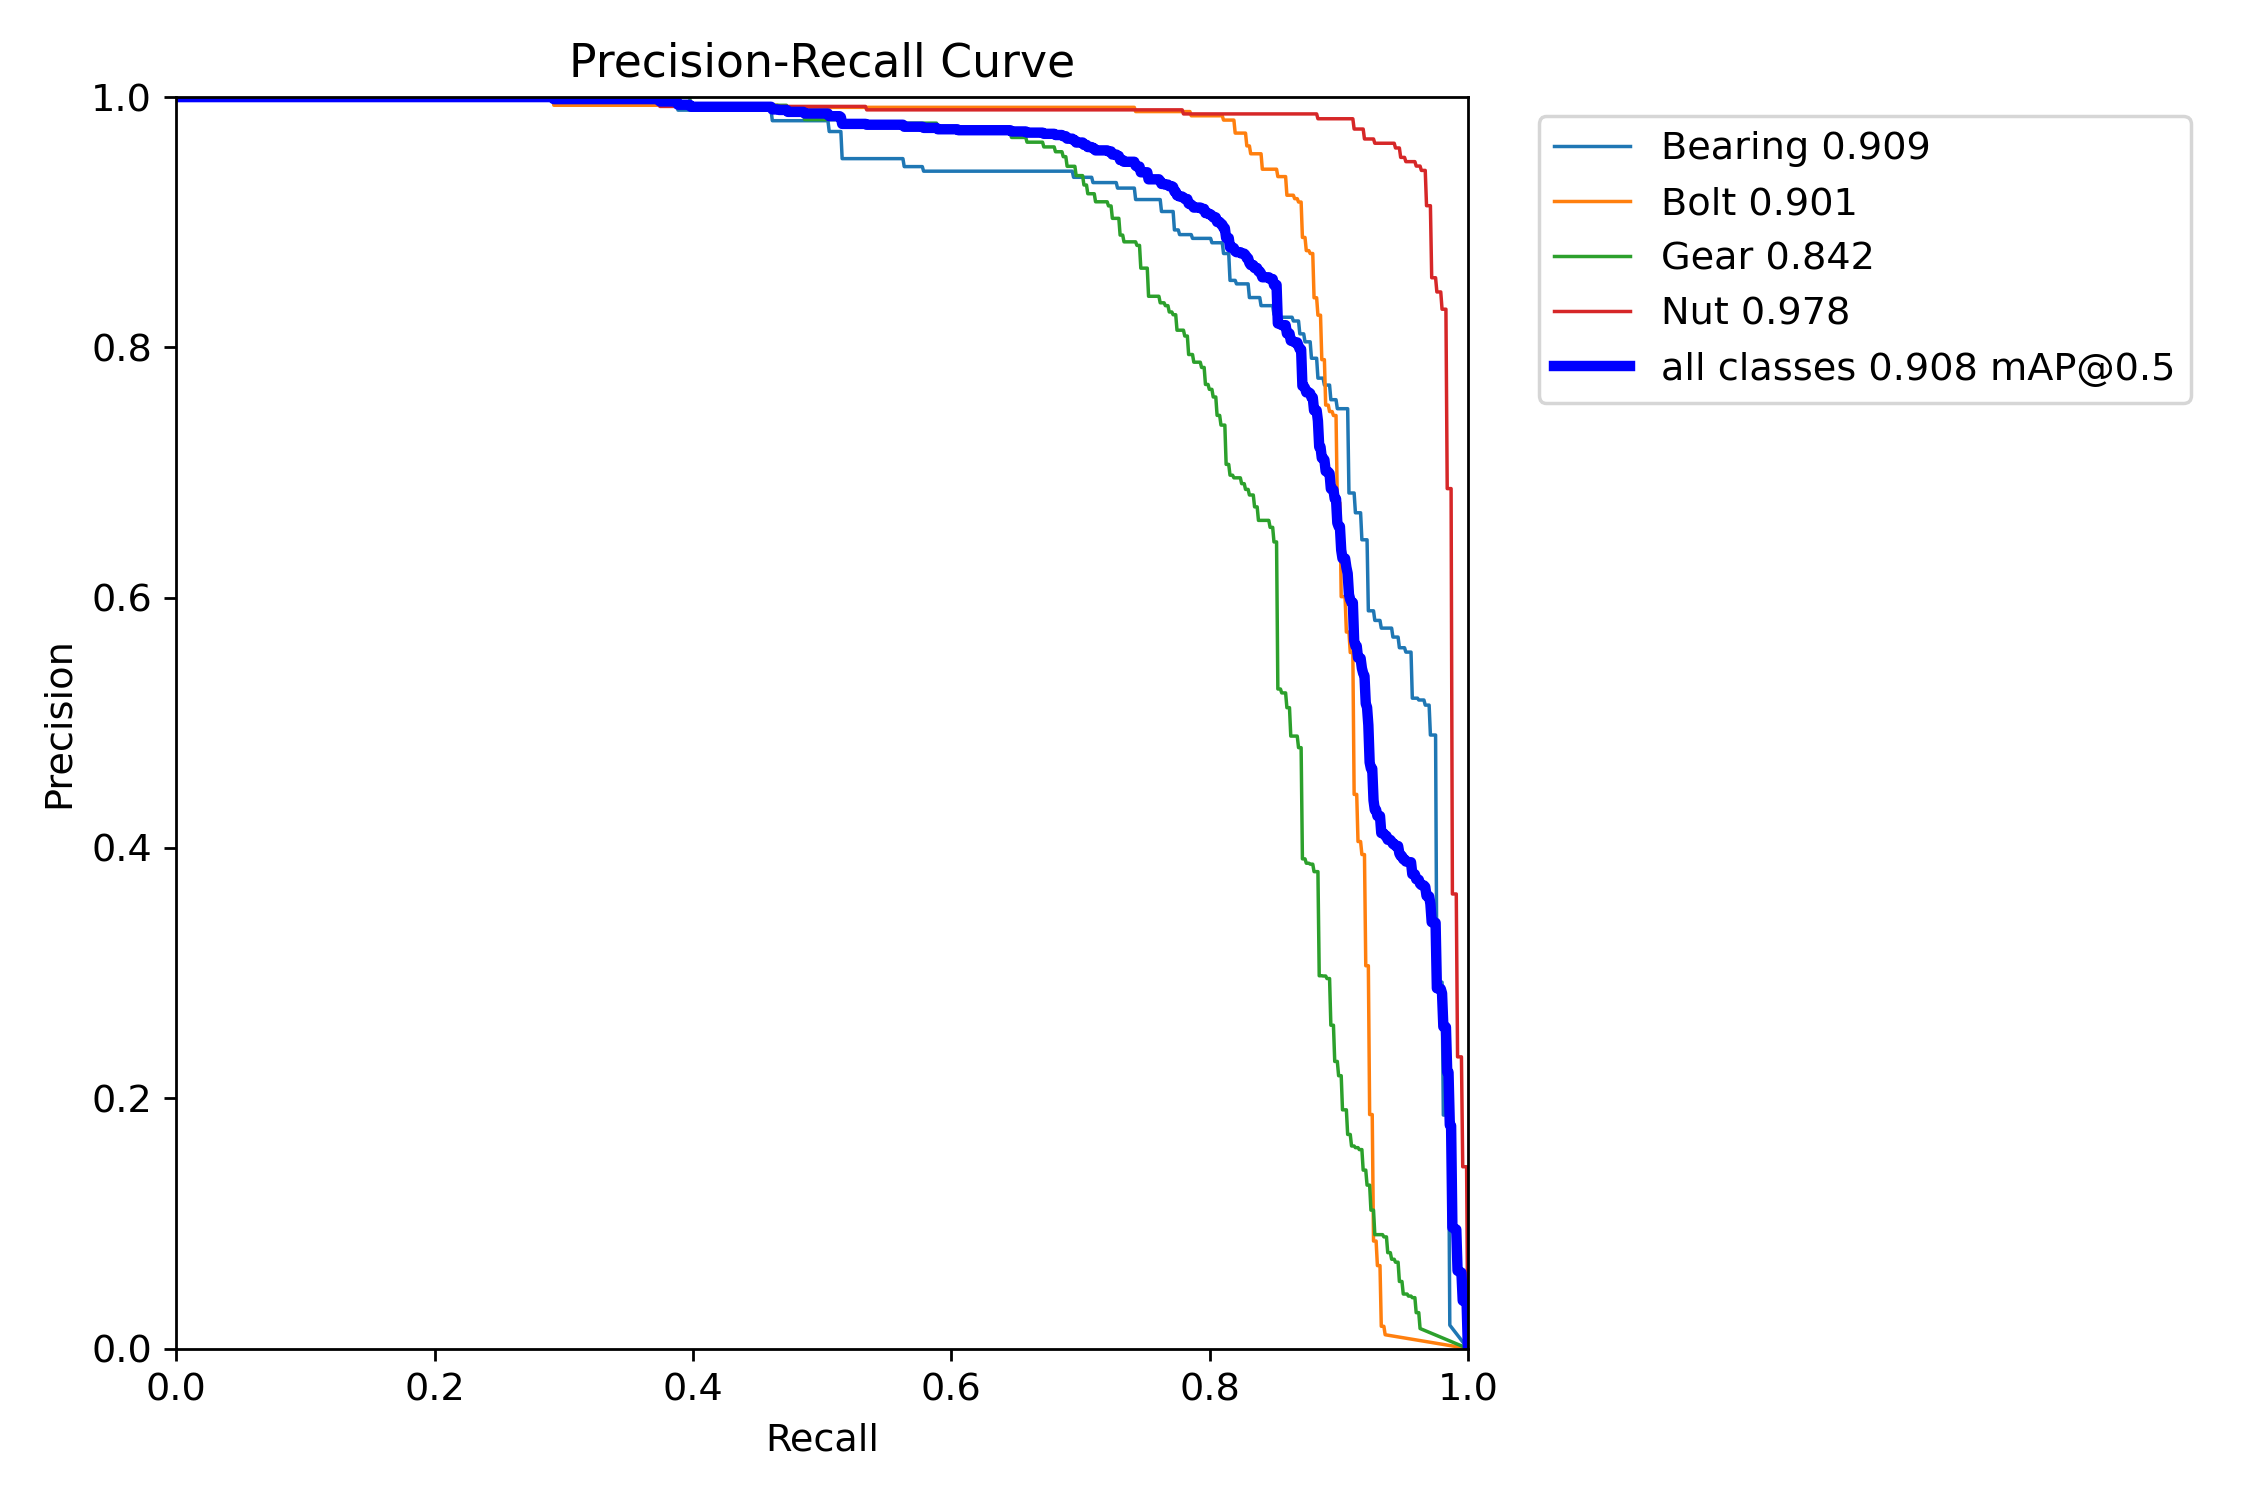 Precision-Recall Curve
1.0
0.8
0.6
0.4
0.2
0.0
Precision
0.0 0.2 0.4 0.6 0.8 1.0
Recall
Bearing 0.909
Bolt 0.901
Gear 0.842
Nut 0.978
all classes 0.908 mAP@0.5